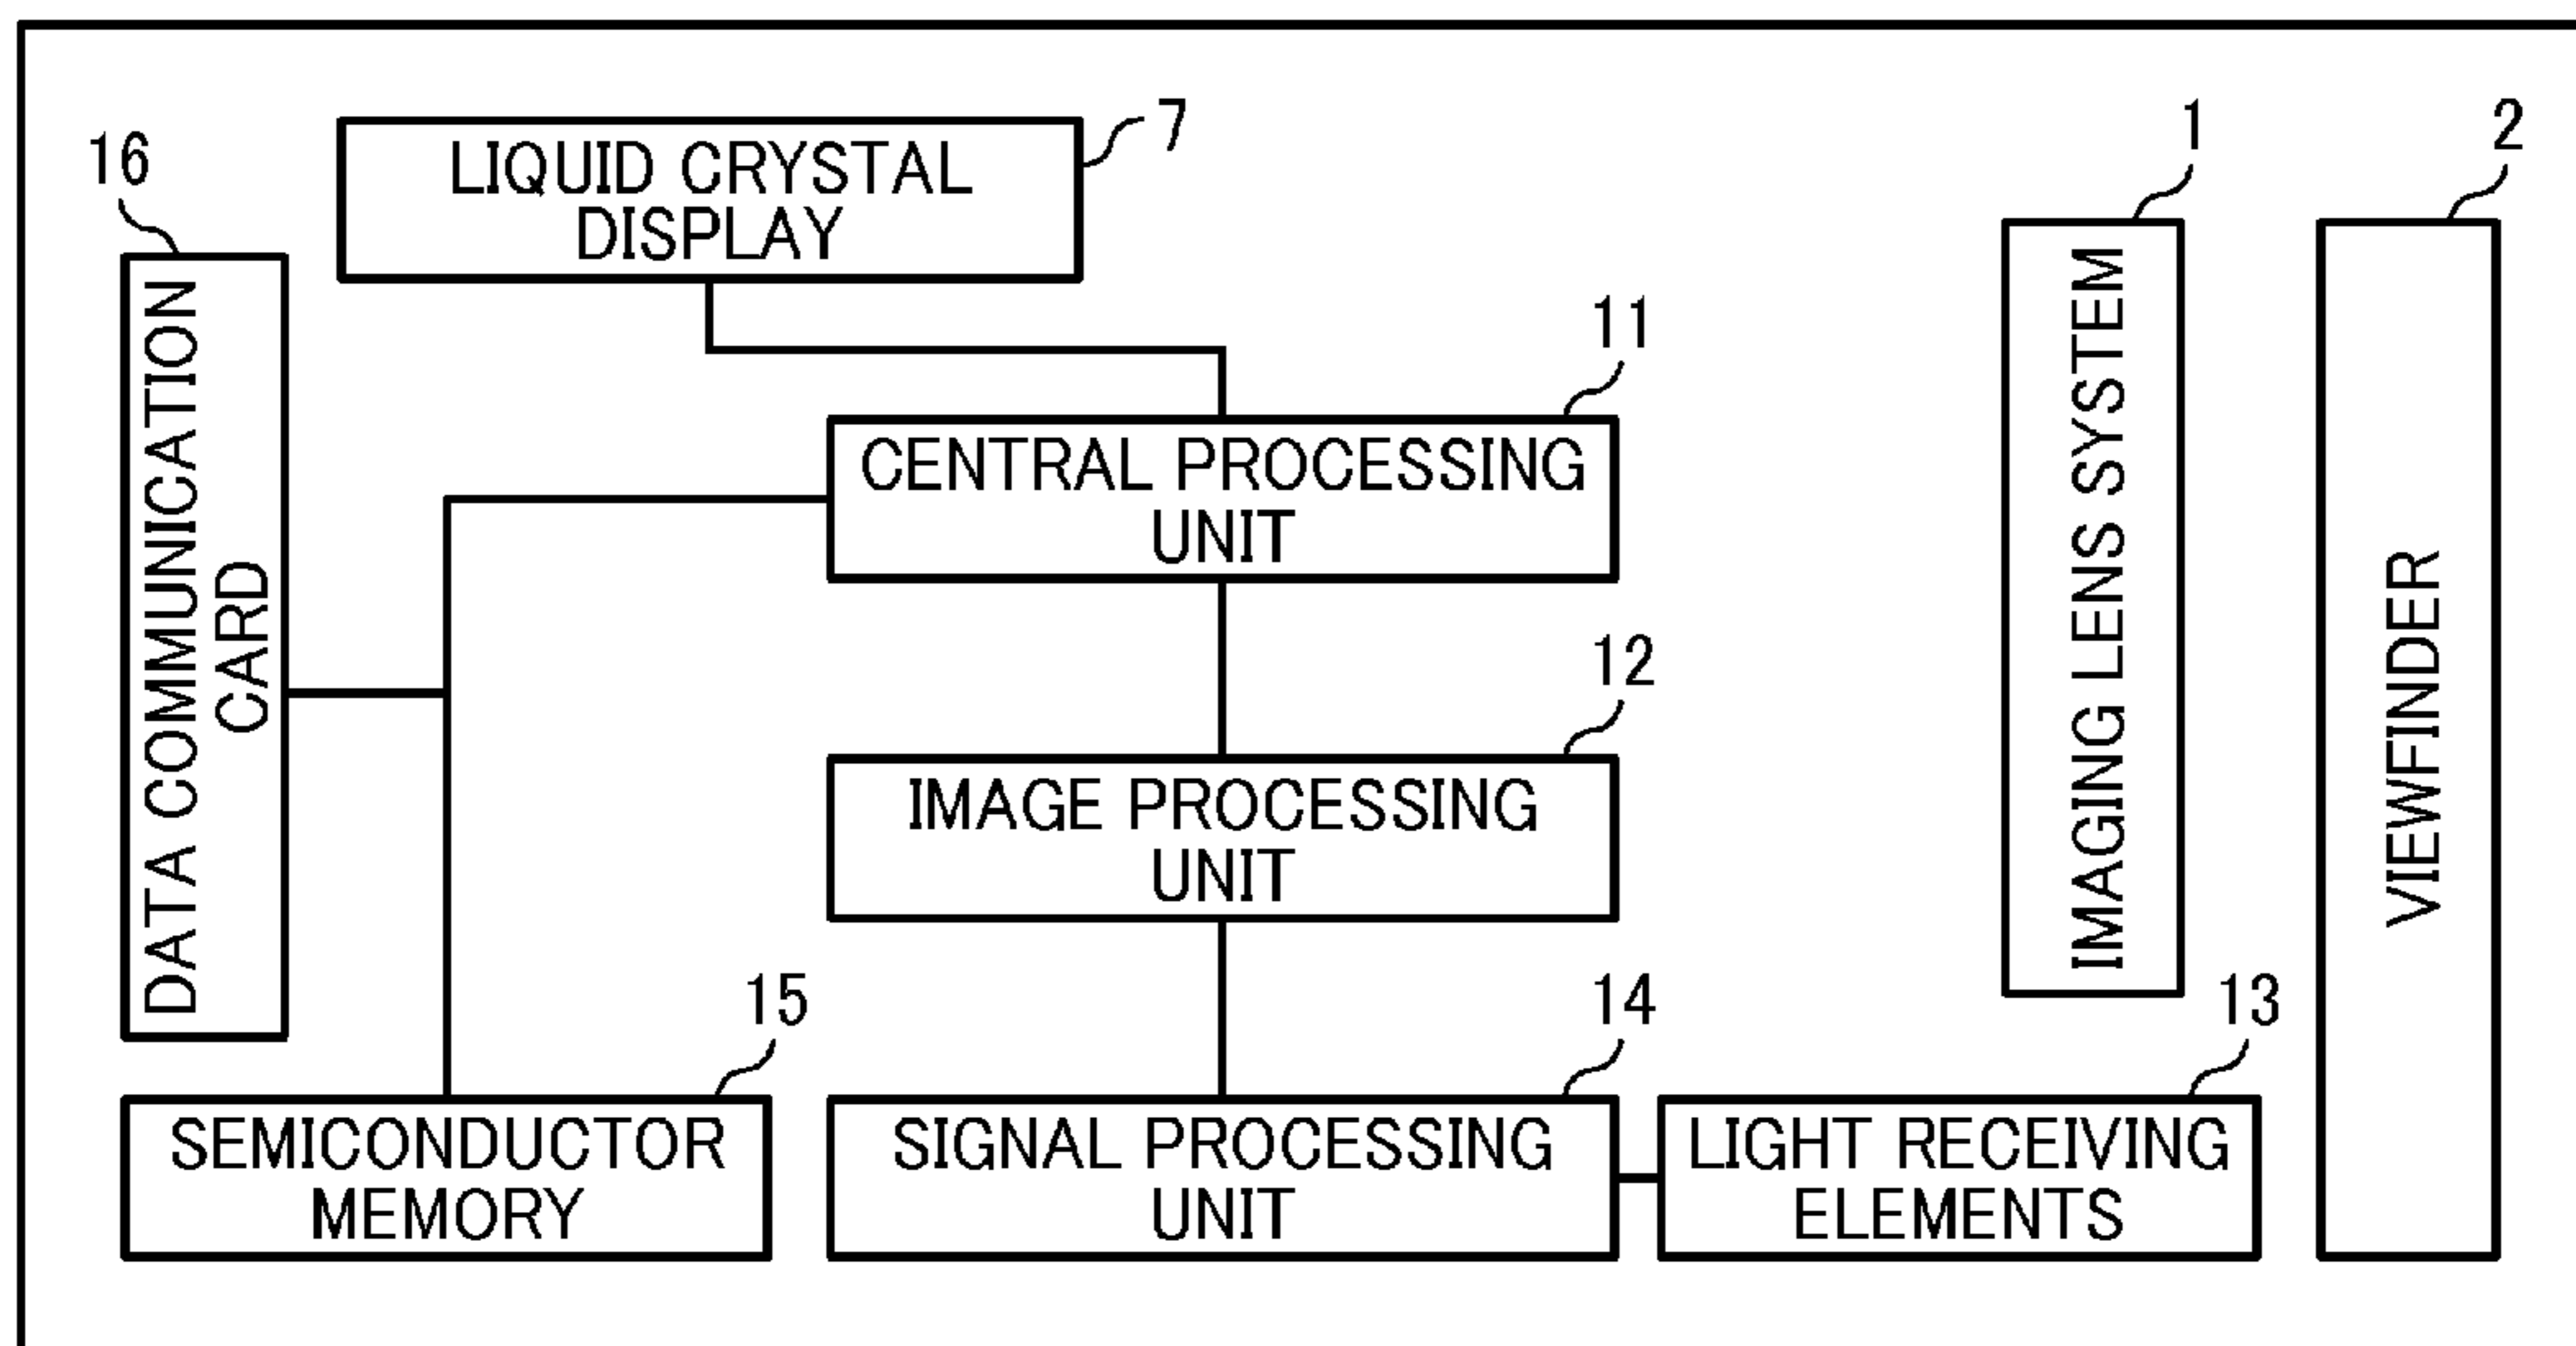 16
DATA COMMUNICATION
CARD
7
LIQUID CRYSTAL
DISPLAY
11
CENTRAL PROCESSING
UNIT
12
IMAGE PROCESSING
UNIT
15
SEMICONDUCTOR
MEMORY
14
SIGNAL PROCESSING
UNIT
13
LIGHT RECEIVING
ELEMENTS
1
IMAGING LENS SYSTEM
2
VIEWFINDER